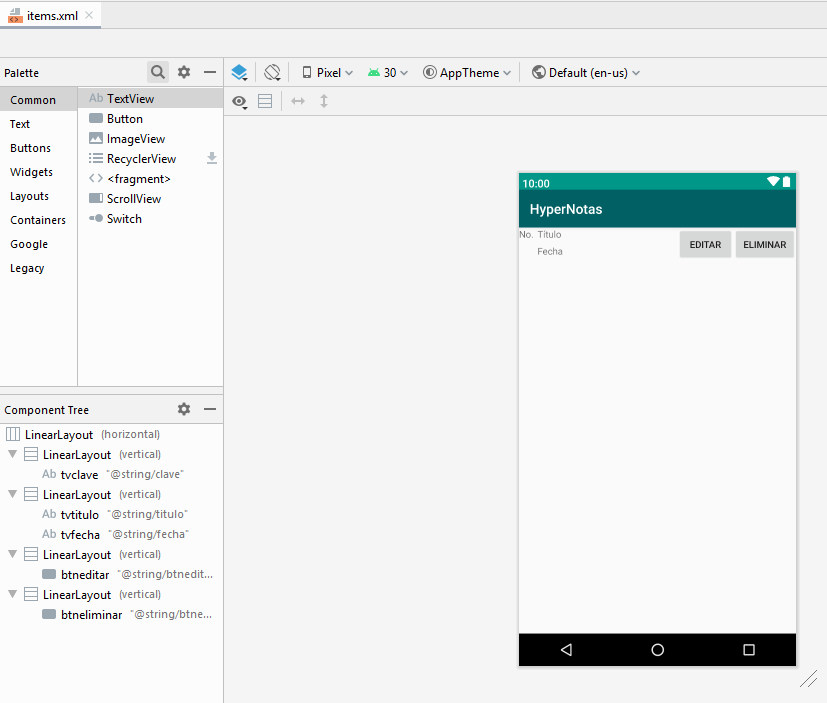 items.xml
Palette
Pixel
30
AppTheme
Default (en-us)
Common
Text
Buttons
Widgets
Layouts
Containers
Google
Legacy
Ab TextView
Button
ImageView
RecyclerView
<fragment>
ScrollView
Switch
10:00
HyperNotas
No. Título
Fecha
EDITAR
ELIMINAR
Component Tree
LinearLayout (horizontal)
LinearLayout (vertical)
Ab tvclave "@string/clave"
LinearLayout (vertical)
Ab tvtitulo "@string/titulo"
Ab tvfecha "@string/fecha"
LinearLayout (vertical)
btneditar "@string/btnedit...
LinearLayout (vertical)
btneliminar "@string/btne...